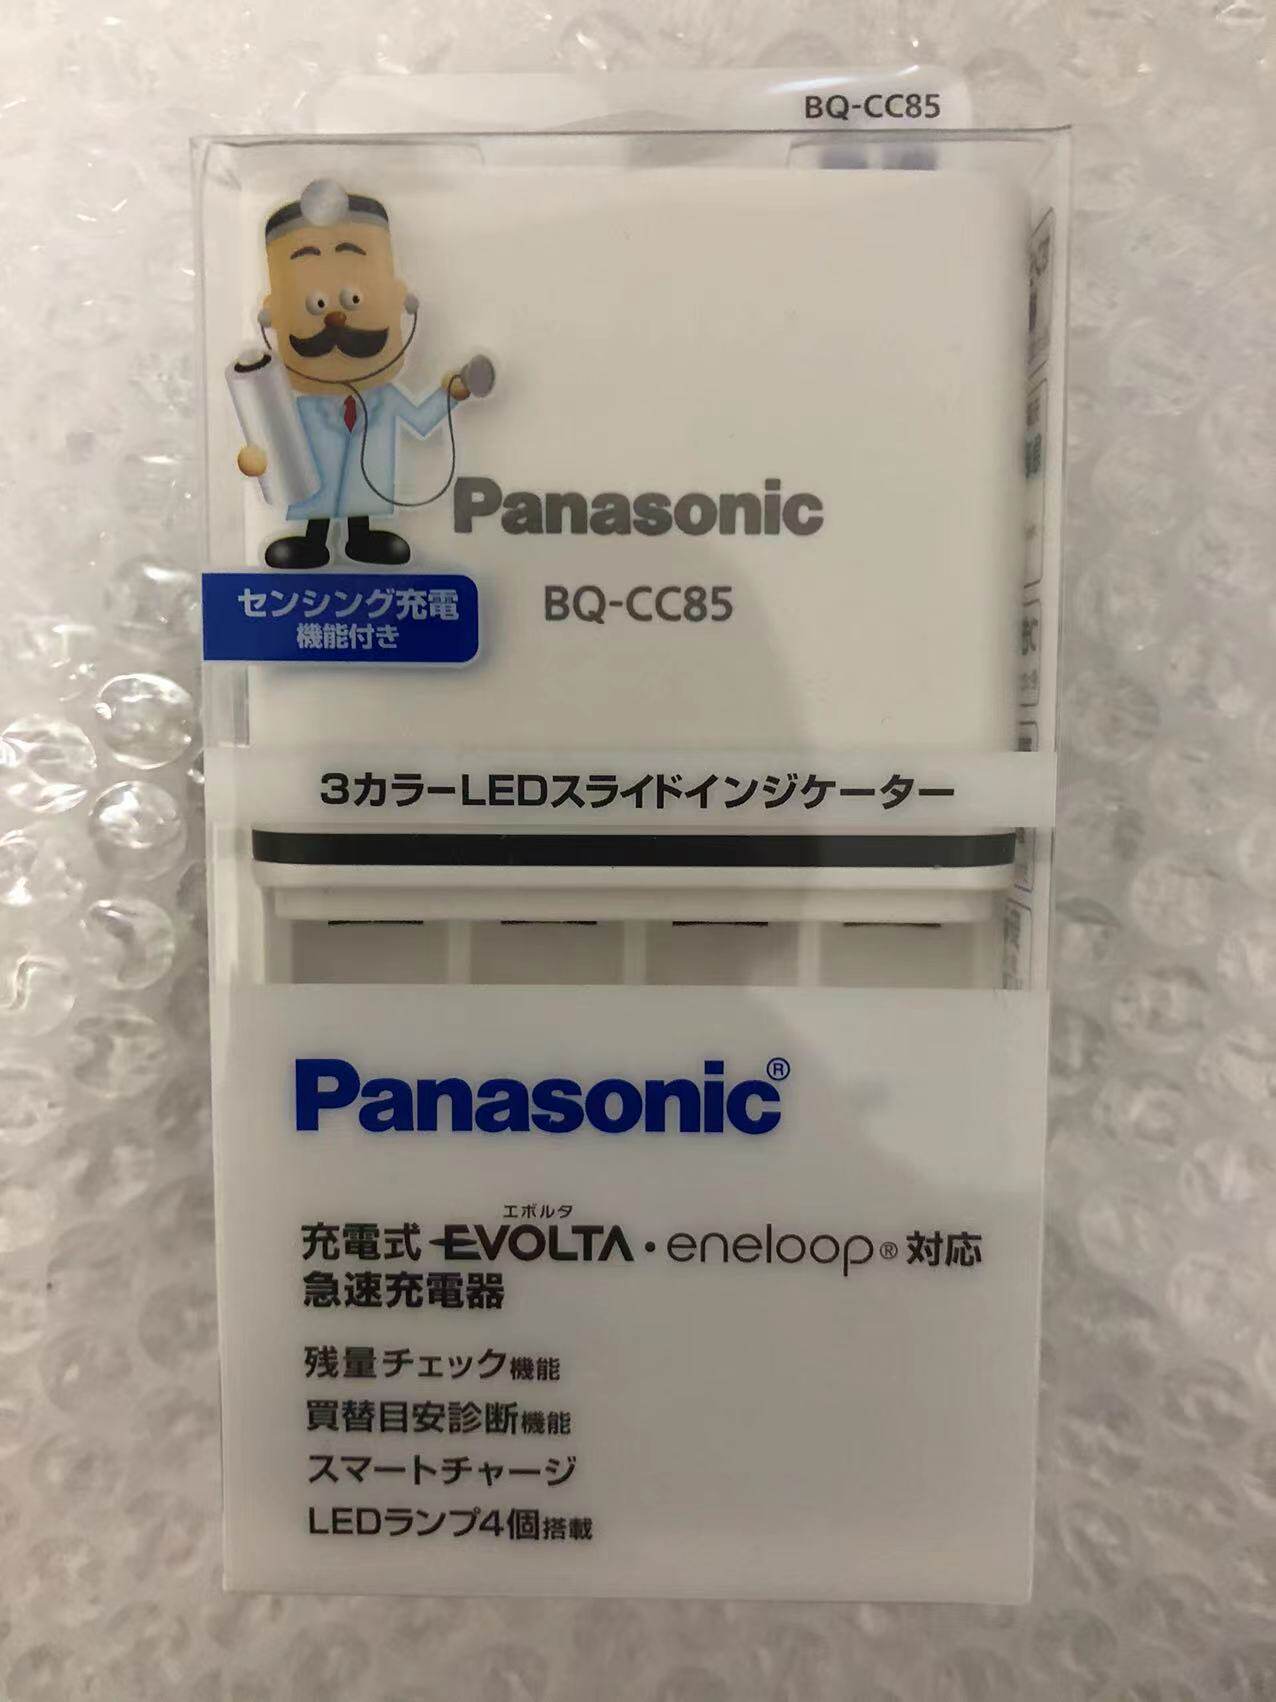 BQ-CC85
Panasonic
BQ-CC85
センシング充電
機能付き
3カラーLEDスライドインジケーター
Panasonic®
エボルタ
充電式 EVOLTA・eneloop® 対応
急速充電器
残量チェック機能
買替目安診断機能
スマートチャージ
LEDランプ4個搭載